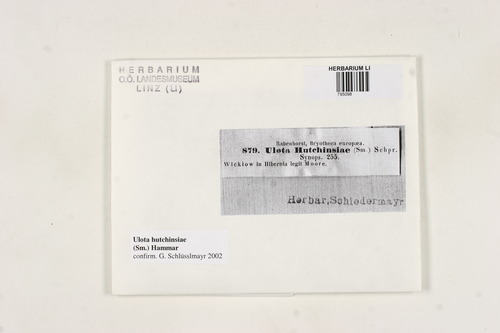 HERBARIUM
O.Ö. LANDESMUSEUM
LINZ (LI)
HERBARIUM LI
Rabenhorst, Bryotheca europaea.
879. Ulota Hutchinsiae (Sm.) Schpr.
Synops. 255.
Wicklow in Hibernia legit Moore.
Herbar, Schiedermayr
Ulota hutchinsiae
(Sm.) Hammar
confirm. G. Schlüsslmayr 2002